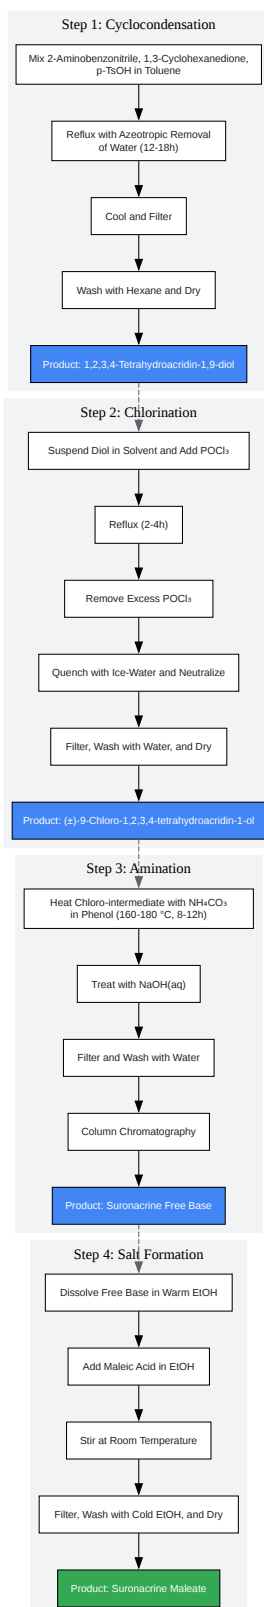 Step 1: Cyclocondensation
Mix 2-Aminobenzonitrile, 1,3-Cyclohexanedione,
p-TsOH in Toluene
Reflux with Azeotropic Removal
of Water (12-18h)
Cool and Filter
Wash with Hexane and Dry
Product: 1,2,3,4-Tetrahydroacridin-1,9-diol
Step 2: Chlorination
Suspend Diol in Solvent and Add POCl₃
Reflux (2-4h)
Remove Excess POCl₃
Quench with Ice-Water and Neutralize
Filter, Wash with Water, and Dry
Product: (±)-9-Chloro-1,2,3,4-tetrahydroacridin-1-ol
Step 3: Amination
Heat Chloro-intermediate with NH₄CO₃
in Phenol (160-180 °C, 8-12h)
Treat with NaOH(aq)
Filter and Wash with Water
Column Chromatography
Product: Suronacrine Free Base
Step 4: Salt Formation
Dissolve Free Base in Warm EtOH
Add Maleic Acid in EtOH
Stir at Room Temperature
Filter, Wash with Cold EtOH, and Dry
Product: Suronacrine Maleate